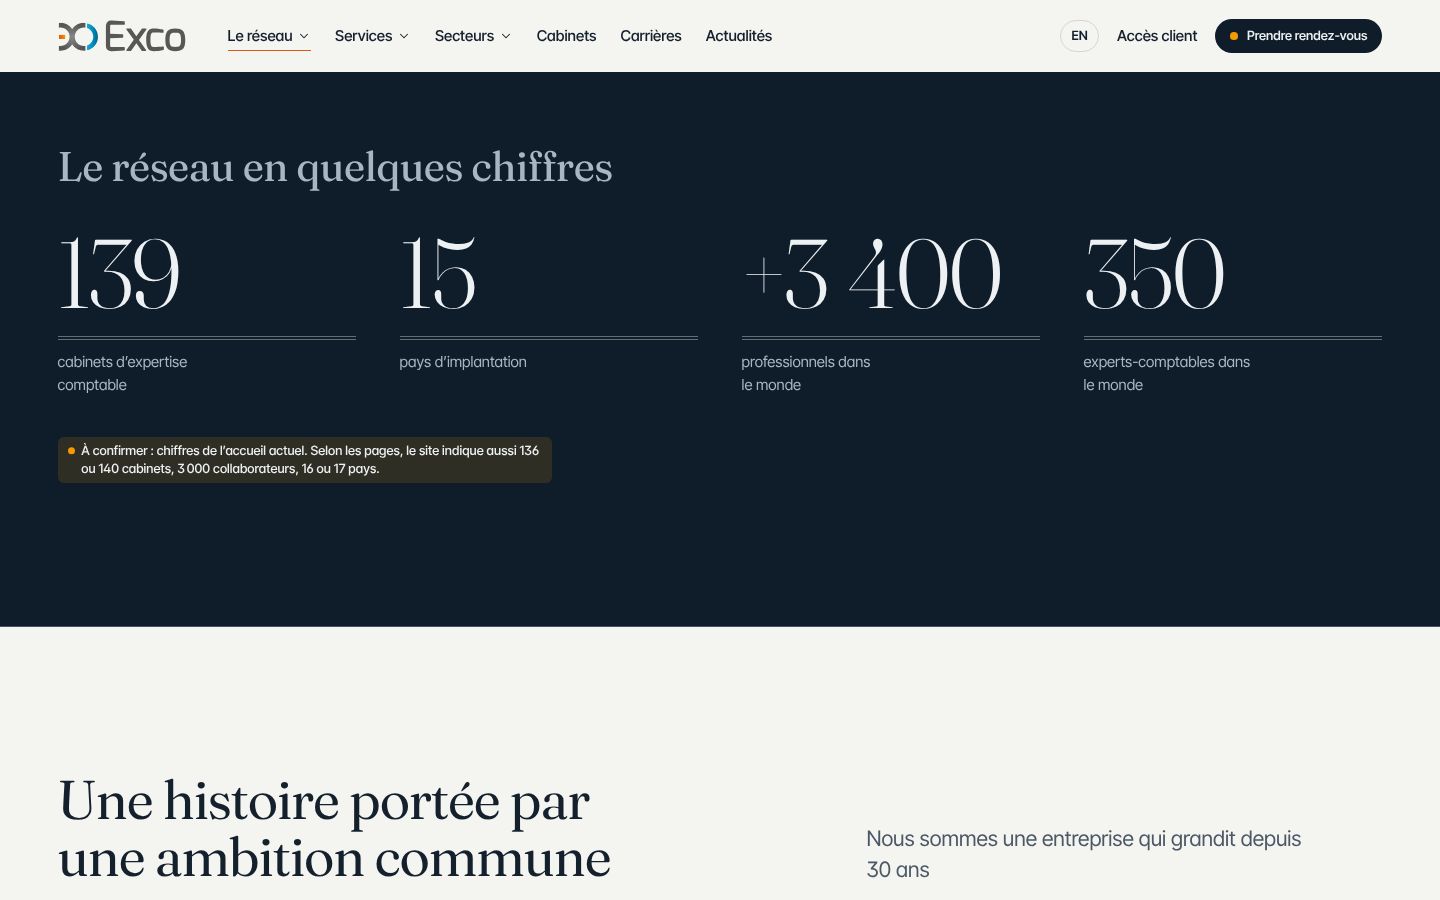 Exco
Le réseau
Services
Secteurs
Cabinets
Carrières
Actualités
EN
Accès client
Prendre rendez-vous
Le réseau en quelques chiffres
139
15
+3 400
350
cabinets d’expertise
comptable
pays d’implantation
professionnels dans
le monde
experts-comptables dans
le monde
À confirmer : chiffres de l’accueil actuel. Selon les pages, le site indique aussi 136
ou 140 cabinets, 3 000 collaborateurs, 16 ou 17 pays.
Une histoire portée par
une ambition commune
Nous sommes une entreprise qui grandit depuis
30 ans